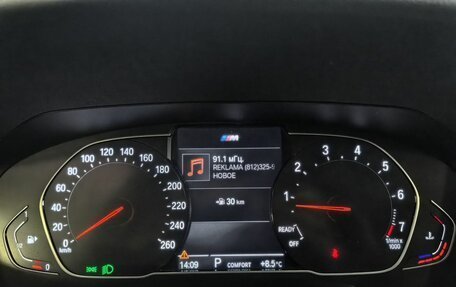 M
91.1 мГц.
REKLAMA (812)325-9
НОВОЕ
30 km
14:09 P COMFORT +8.5°C
0 20 40 60 80 100 120 140 160 180 200 220 260
km/h
0
READY
OFF
1 2 3 4 5 6 7
1/min x
1000